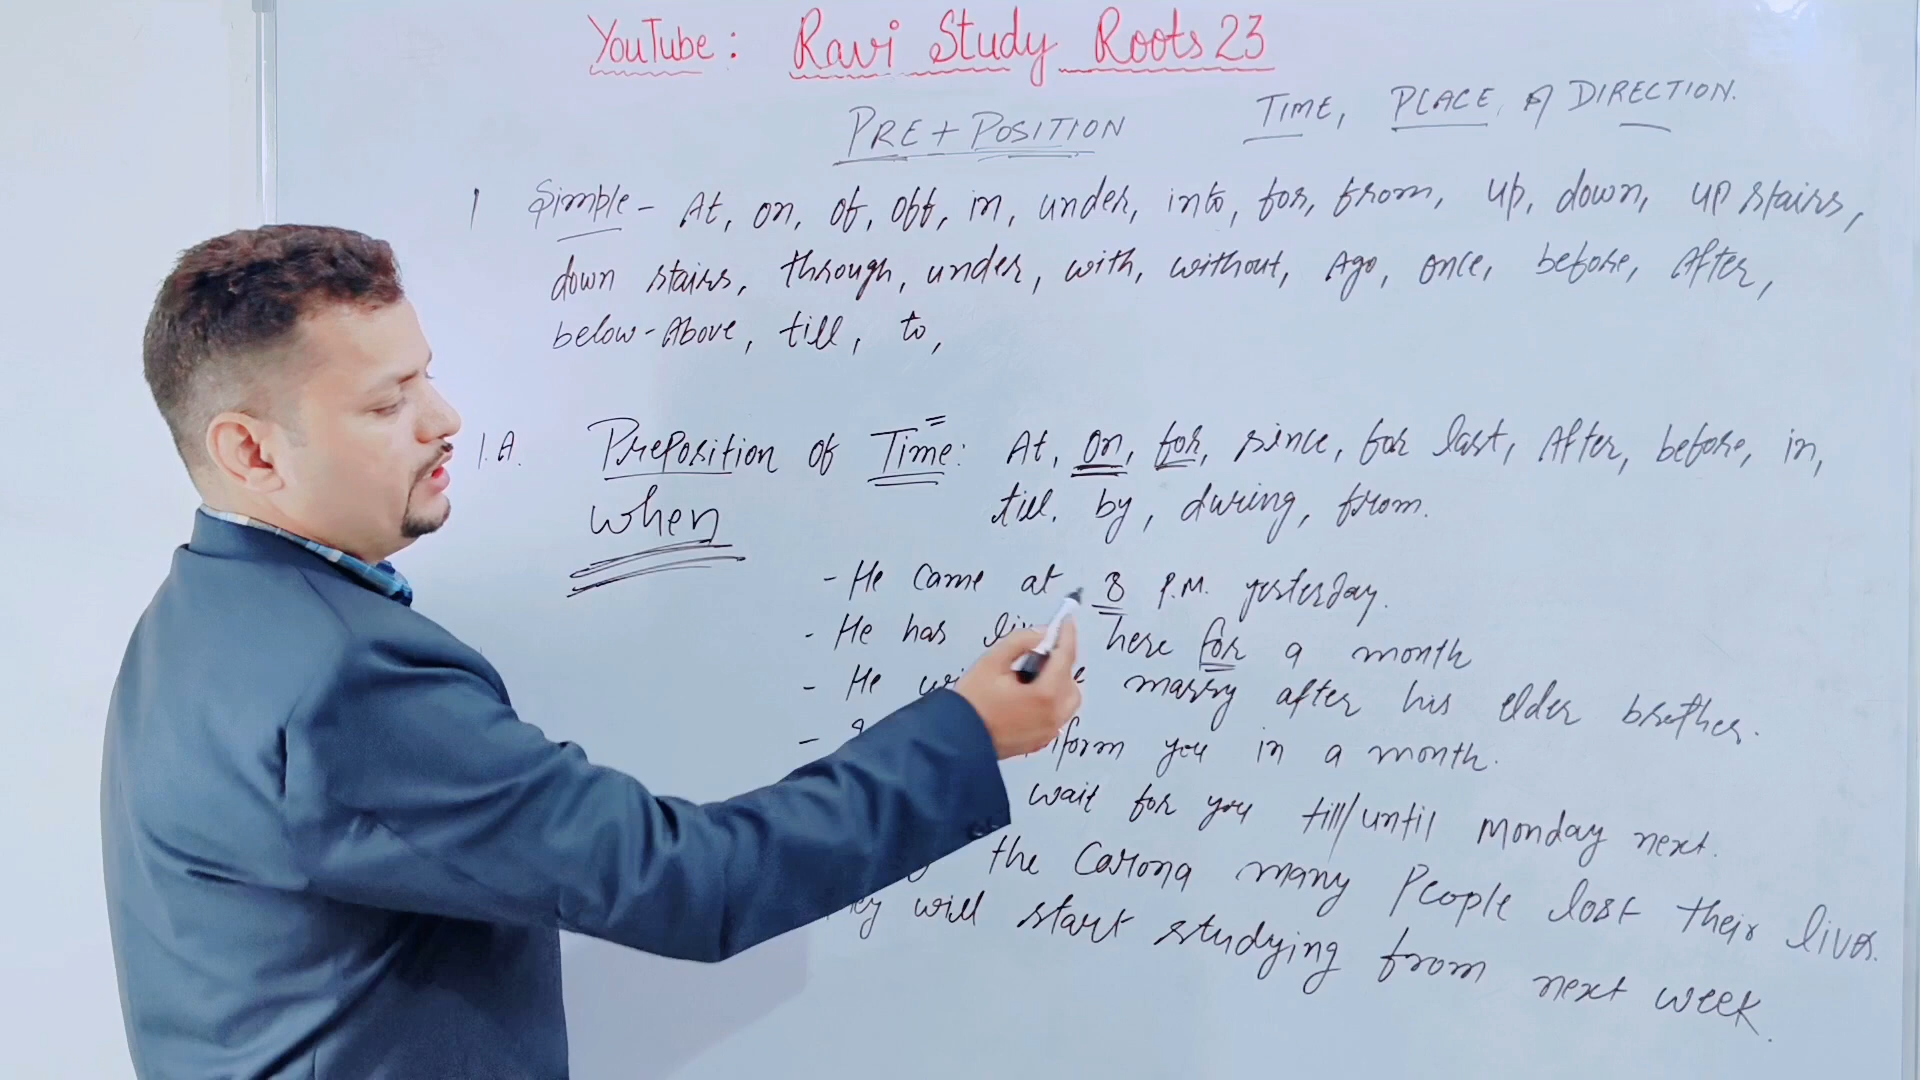 YouTube: Ravi Study Roots 23
PRE + POSITION TIME, PLACE, & DIRECTION.
1 Simple - At, on, of, off, in, under, into, for, from, up, down, up stairs,
down stairs, through, under, with, without, Ago, once, before, After,
below-Above, till, to,
1.A. Preposition of Time: At, on, for, since, for last, After, before, in,
when till, by, during, from.
- He came at 8 P.M. yesterday.
- He has here for a month
- He marry after his elder brother.
- you in a month.
wait for you till/until Monday next.
the Carona many People lost their lives.
will start studying from next week.